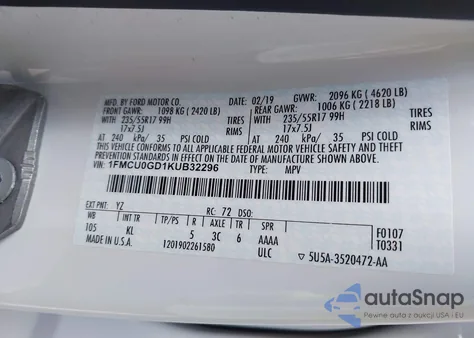 MFD. BY FORD MOTOR CO. 02/19 GVWR: 2096 KG ( 4620 LB)
FRONT GAWR: 1098 KG ( 2420 LB) REAR GAWR: 1006 KG ( 2218 LB)
WITH 235/55R17 99H TIRES WITH 235/55R17 99H TIRES
17x7.5J RIMS 17x7.5J RIMS
AT 240 kPa/ 35 PSI COLD AT 240 kPa/ 35 PSI COLD
THIS VEHICLE CONFORMS TO ALL APPLICABLE FEDERAL MOTOR VEHICLE SAFETY AND THEFT
PREVENTION STANDARDS IN EFFECT ON THE DATE OF MANUFACTURE SHOWN ABOVE.
VIN: 1FMCU0GD1KUB32296 TYPE: MPV
EXT PNT: YZ RC: 72 DSO: F0107
WB INT TR TP/PS R AXLE TR SPR T0331
105 KL 5 3C 6 AAAA
MADE IN U.S.A. 1201902261580 ULC ▽ 5U5A-3520472-AA
autoSnap
Pewne auta z USA i EU